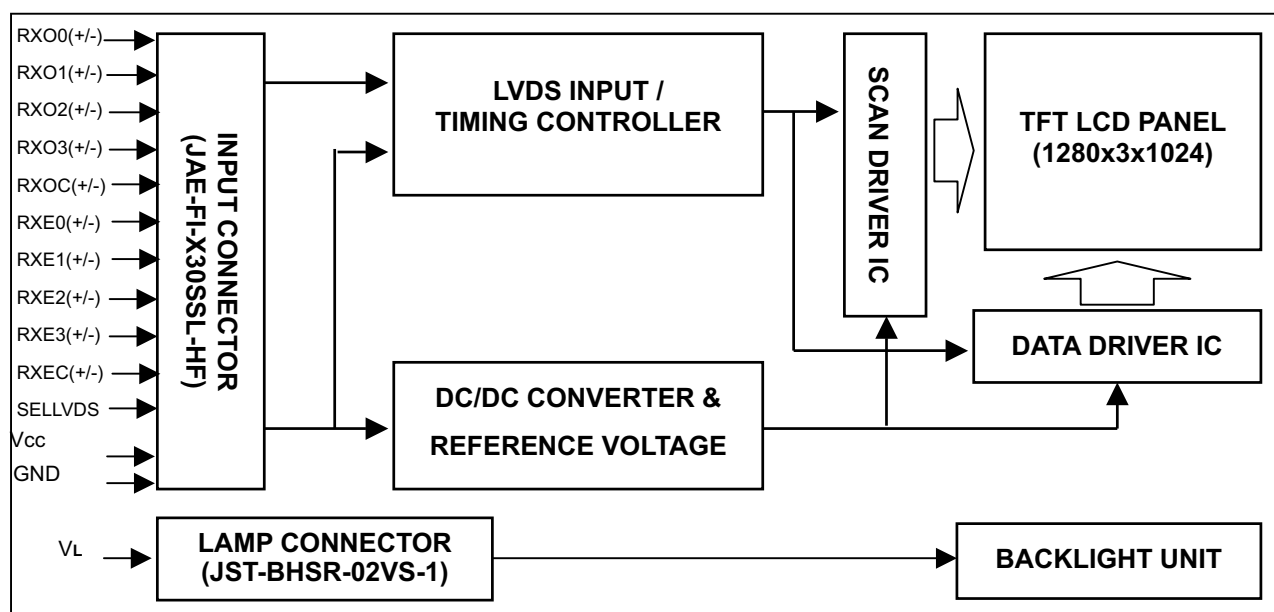 RXO0(+/-)
RXO1(+/-)
RXO2(+/-)
RXO3(+/-)
RXOC(+/-)
RXE0(+/-)
RXE1(+/-)
RXE2(+/-)
RXE3(+/-)
RXEC(+/-)
SELLVDS
Vcc
GND
VL
INPUT CONNECTOR
(JAE-FI-X30SSL-HF)
LVDS INPUT /
TIMING CONTROLLER
SCAN DRIVER IC
TFT LCD PANEL
(1280x3x1024)
DATA DRIVER IC
DC/DC CONVERTER &
REFERENCE VOLTAGE
LAMP CONNECTOR
(JST-BHSR-02VS-1)
BACKLIGHT UNIT